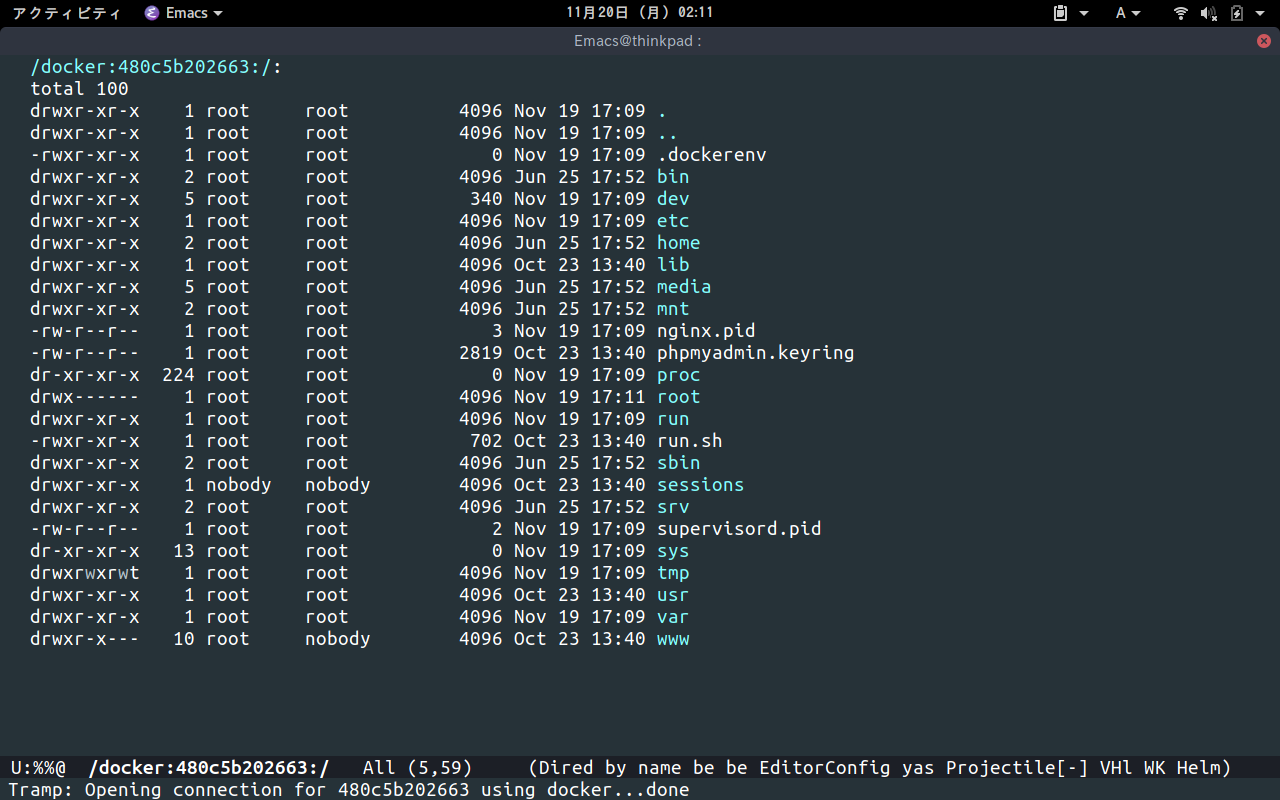 アクティビティ Emacs 11月20日 (月) 02:11 A
Emacs@thinkpad :
/docker:480c5b202663:/:
total 100
drwxr-xr-x    1 root     root          4096 Nov 19 17:09 .
drwxr-xr-x    1 root     root          4096 Nov 19 17:09 ..
-rwxr-xr-x    1 root     root             0 Nov 19 17:09 .dockerenv
drwxr-xr-x    2 root     root          4096 Jun 25 17:52 bin
drwxr-xr-x    5 root     root           340 Nov 19 17:09 dev
drwxr-xr-x    1 root     root          4096 Nov 19 17:09 etc
drwxr-xr-x    2 root     root          4096 Jun 25 17:52 home
drwxr-xr-x    1 root     root          4096 Oct 23 13:40 lib
drwxr-xr-x    5 root     root          4096 Jun 25 17:52 media
drwxr-xr-x    2 root     root          4096 Jun 25 17:52 mnt
-rw-r--r--    1 root     root             3 Nov 19 17:09 nginx.pid
-rw-r--r--    1 root     root          2819 Oct 23 13:40 phpmyadmin.keyring
dr-xr-xr-x  224 root     root             0 Nov 19 17:09 proc
drwx------    1 root     root          4096 Nov 19 17:11 root
drwxr-xr-x    1 root     root          4096 Nov 19 17:09 run
-rwxr-xr-x    1 root     root           702 Oct 23 13:40 run.sh
drwxr-xr-x    2 root     root          4096 Jun 25 17:52 sbin
drwxr-xr-x    1 nobody   nobody        4096 Oct 23 13:40 sessions
drwxr-xr-x    2 root     root          4096 Jun 25 17:52 srv
-rw-r--r--    1 root     root             2 Nov 19 17:09 supervisord.pid
dr-xr-xr-x   13 root     root             0 Nov 19 17:09 sys
drwxrwxrwt    1 root     root          4096 Nov 19 17:09 tmp
drwxr-xr-x    1 root     root          4096 Oct 23 13:40 usr
drwxr-xr-x    1 root     root          4096 Nov 19 17:09 var
drwxr-x---   10 root     nobody        4096 Oct 23 13:40 www
U:%%@  /docker:480c5b202663:/   All (5,59)     (Dired by name be be EditorConfig yas Projectile[-] VHl WK Helm)
Tramp: Opening connection for 480c5b202663 using docker...done